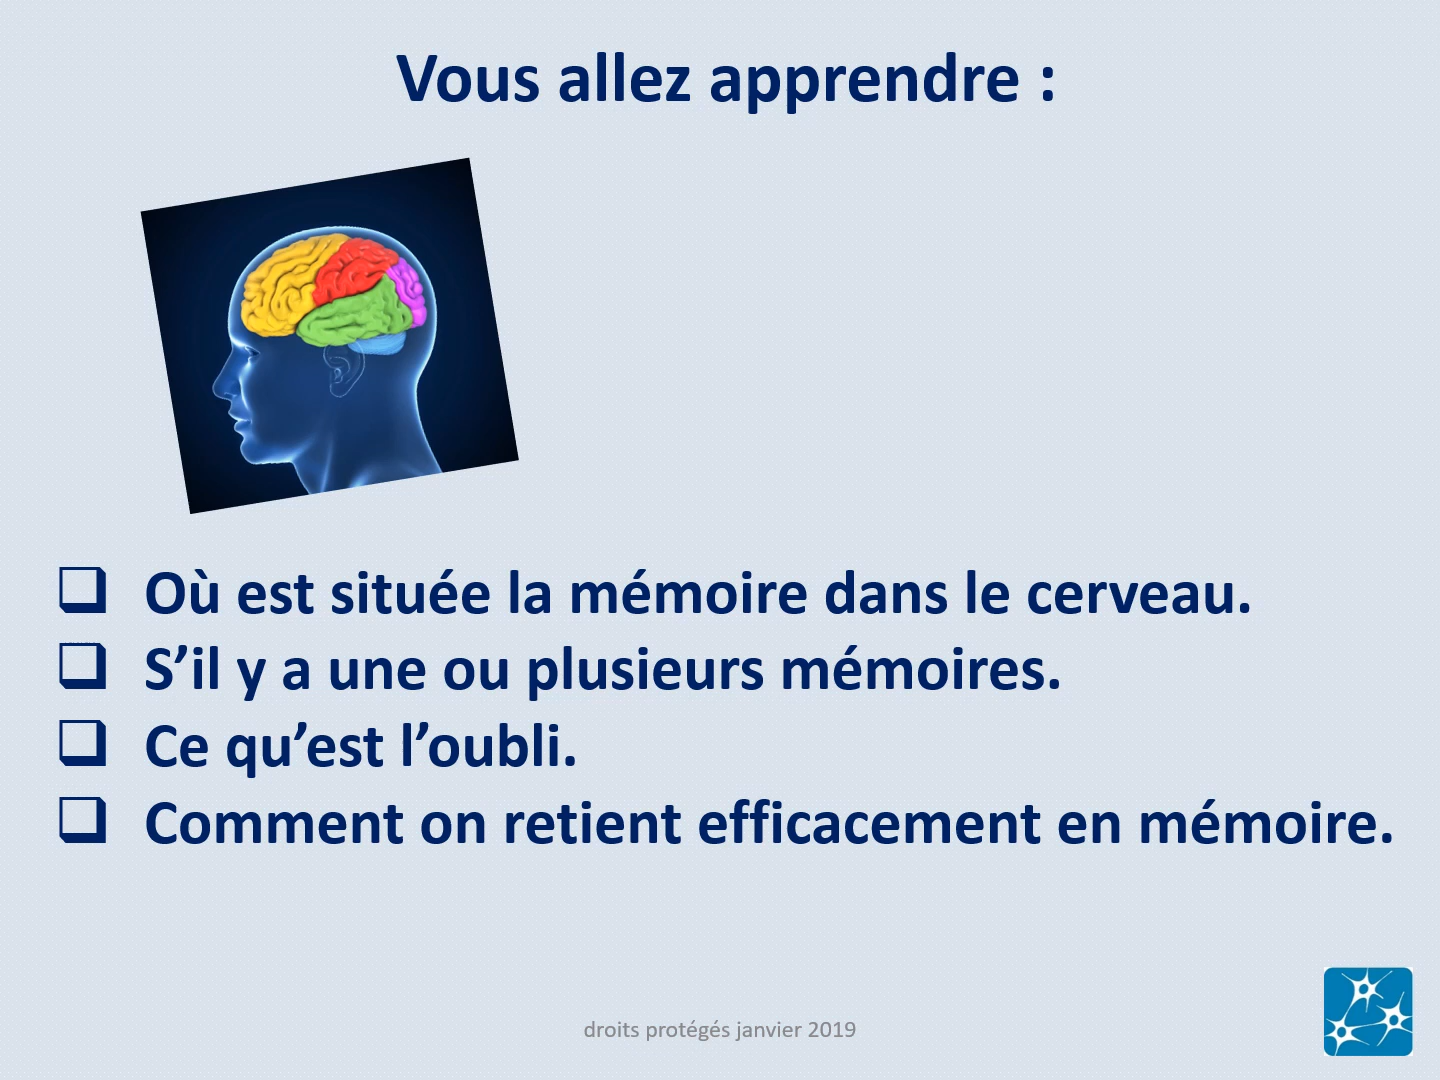 Vous allez apprendre :
❑ Où est située la mémoire dans le cerveau.
❑ S’il y a une ou plusieurs mémoires.
❑ Ce qu’est l’oubli.
❑ Comment on retient efficacement en mémoire.
droits protégés janvier 2019